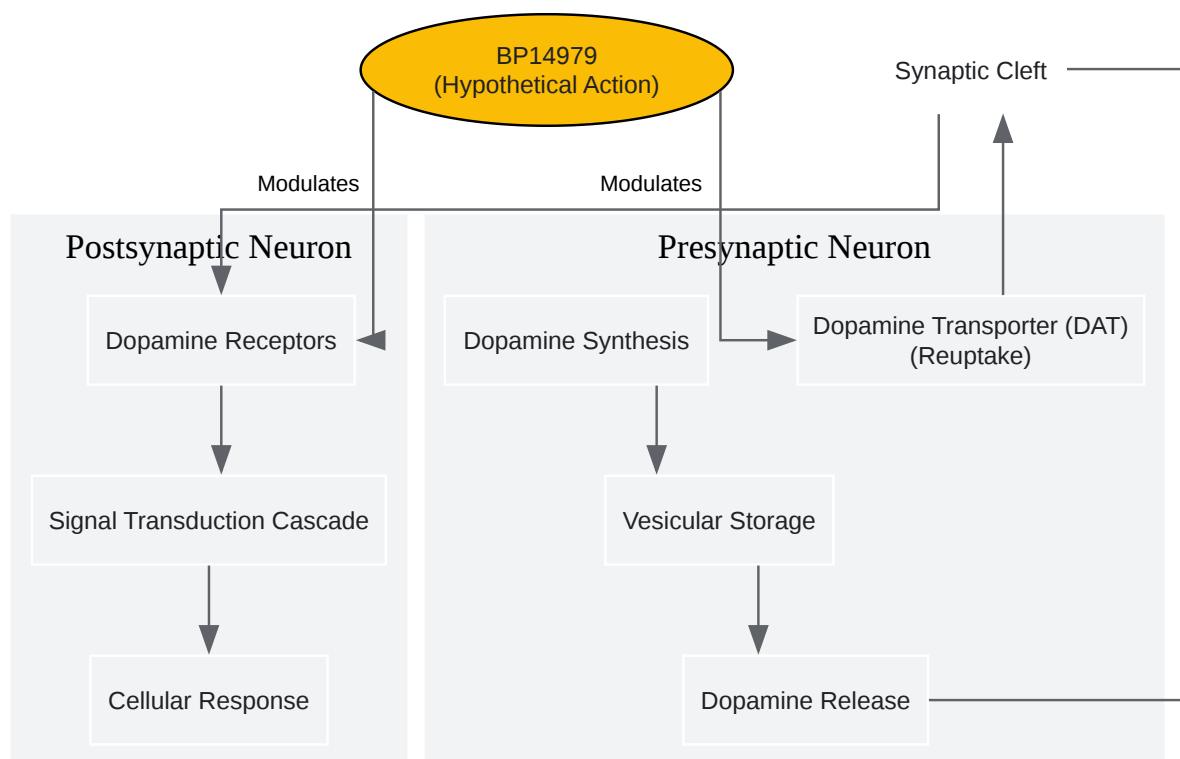 BP14979
(Hypothetical Action)
Synaptic Cleft
Modulates
Modulates
Postsynaptic Neuron
Presynaptic Neuron
Dopamine Receptors
Dopamine Synthesis
Dopamine Transporter (DAT)
(Reuptake)
Signal Transduction Cascade
Vesicular Storage
Cellular Response
Dopamine Release